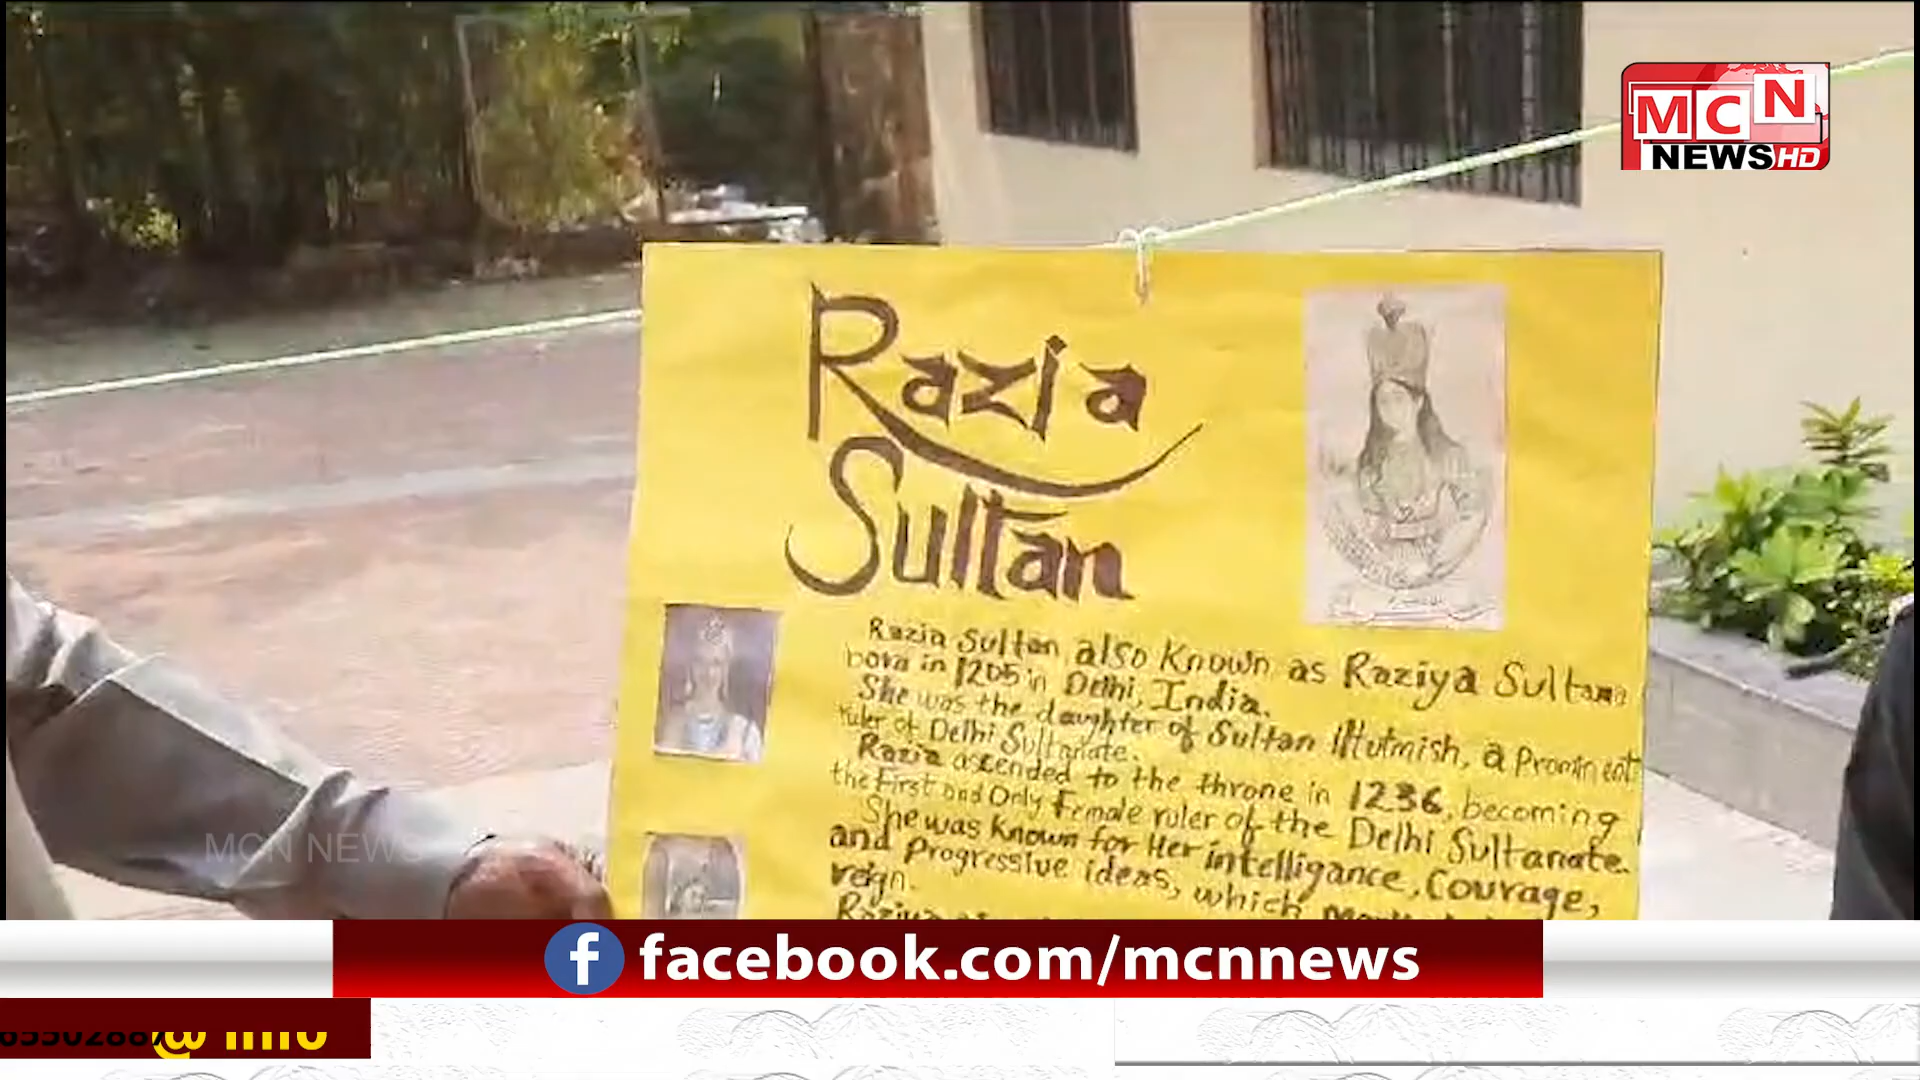 MCN
NEWS HD
Razia
Sultan
Razia Sultan also Known as Raziya Sultana
born in 1205 in Delhi, India.
She was the daughter of Sultan Iltutmish, a Prominent
ruler of Delhi Sultanate.
Razia ascended to the throne in 1236, becoming
the First and Only Female ruler of the Delhi Sultanate.
She was Known for Her intelligance, Courage,
and Progressive ideas, which
reign.
MCN NEWS
facebook.com/mcnnews